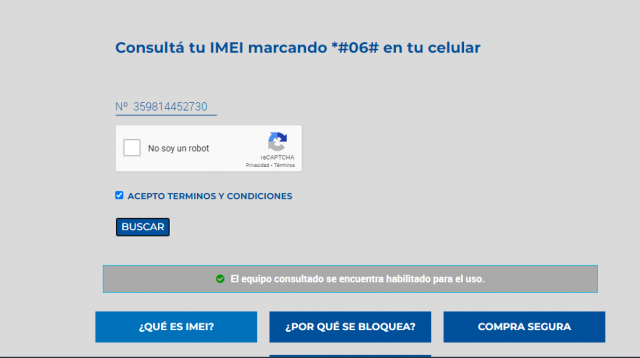 Consultá tu IMEI marcando *#06# en tu celular
Nº 359814452730
No soy un robot
reCAPTCHA
Privacidad - Términos
ACEPTO TERMINOS Y CONDICIONES
BUSCAR
El equipo consultado se encuentra habilitado para el uso.
¿QUÉ ES IMEI?
¿POR QUÉ SE BLOQUEA?
COMPRA SEGURA